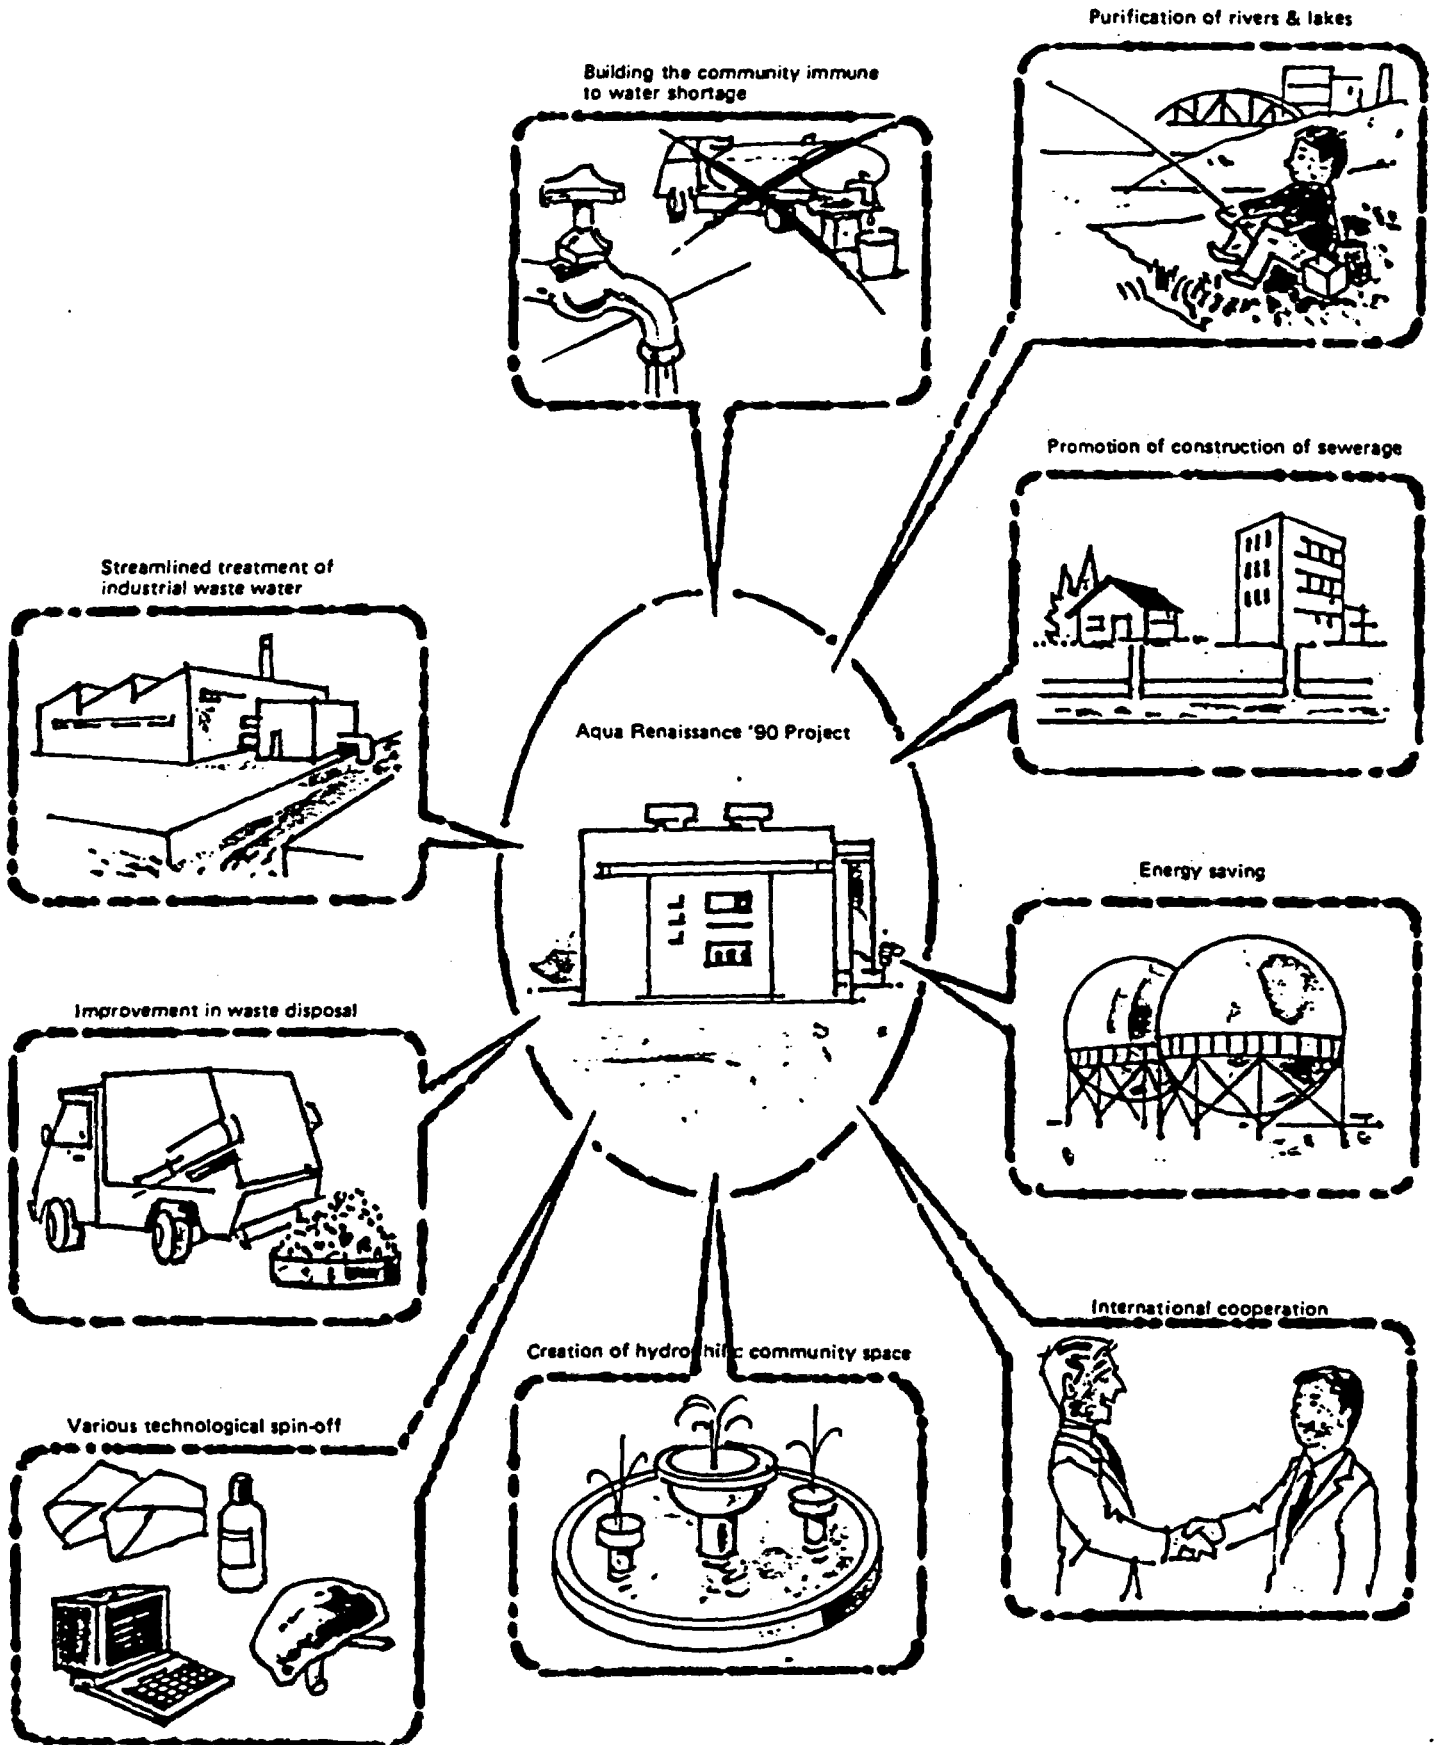 Purification of rivers & lakes
Building the community immune
to water shortage
Promotion of construction of sewerage
Streamlined treatment of
industrial waste water
Aqua Renaissance '90 Project
Energy saving
Improvement in waste disposal
International cooperation
Creation of hydrophilic community space
Various technological spin-off